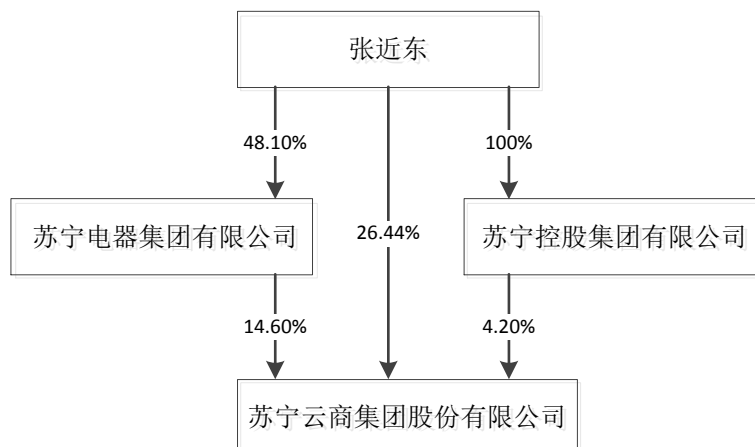 张近东
48.10%
100%
苏宁电器集团有限公司
26.44%
苏宁控股集团有限公司
14.60%
4.20%
苏宁云商集团股份有限公司